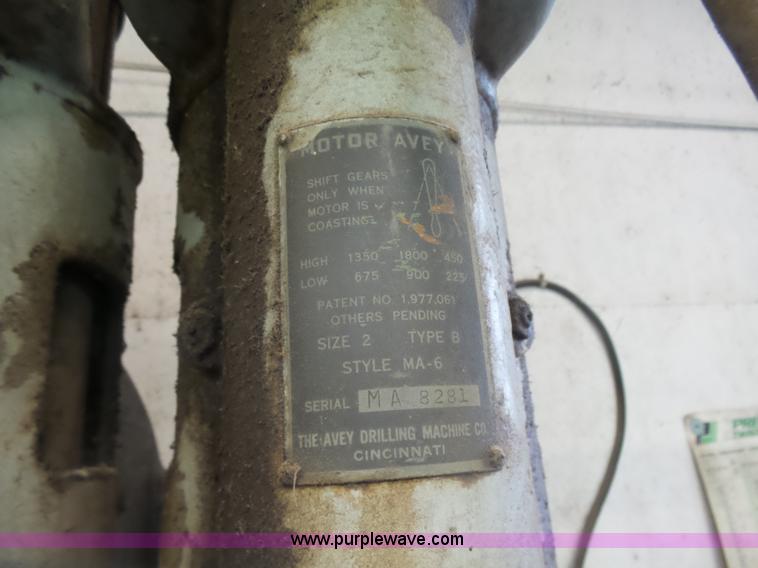 MOTOR AVEY
SHIFT GEARS
ONLY WHEN
MOTOR IS
COASTING
HIGH 1350 1800 450
LOW 675 900 225
PATENT NO. 1,977,061
OTHERS PENDING
SIZE 2 TYPE B
STYLE MA-6
SERIAL MA 8281
THE AVEY DRILLING MACHINE CO.
CINCINNATI
www.purplewave.com